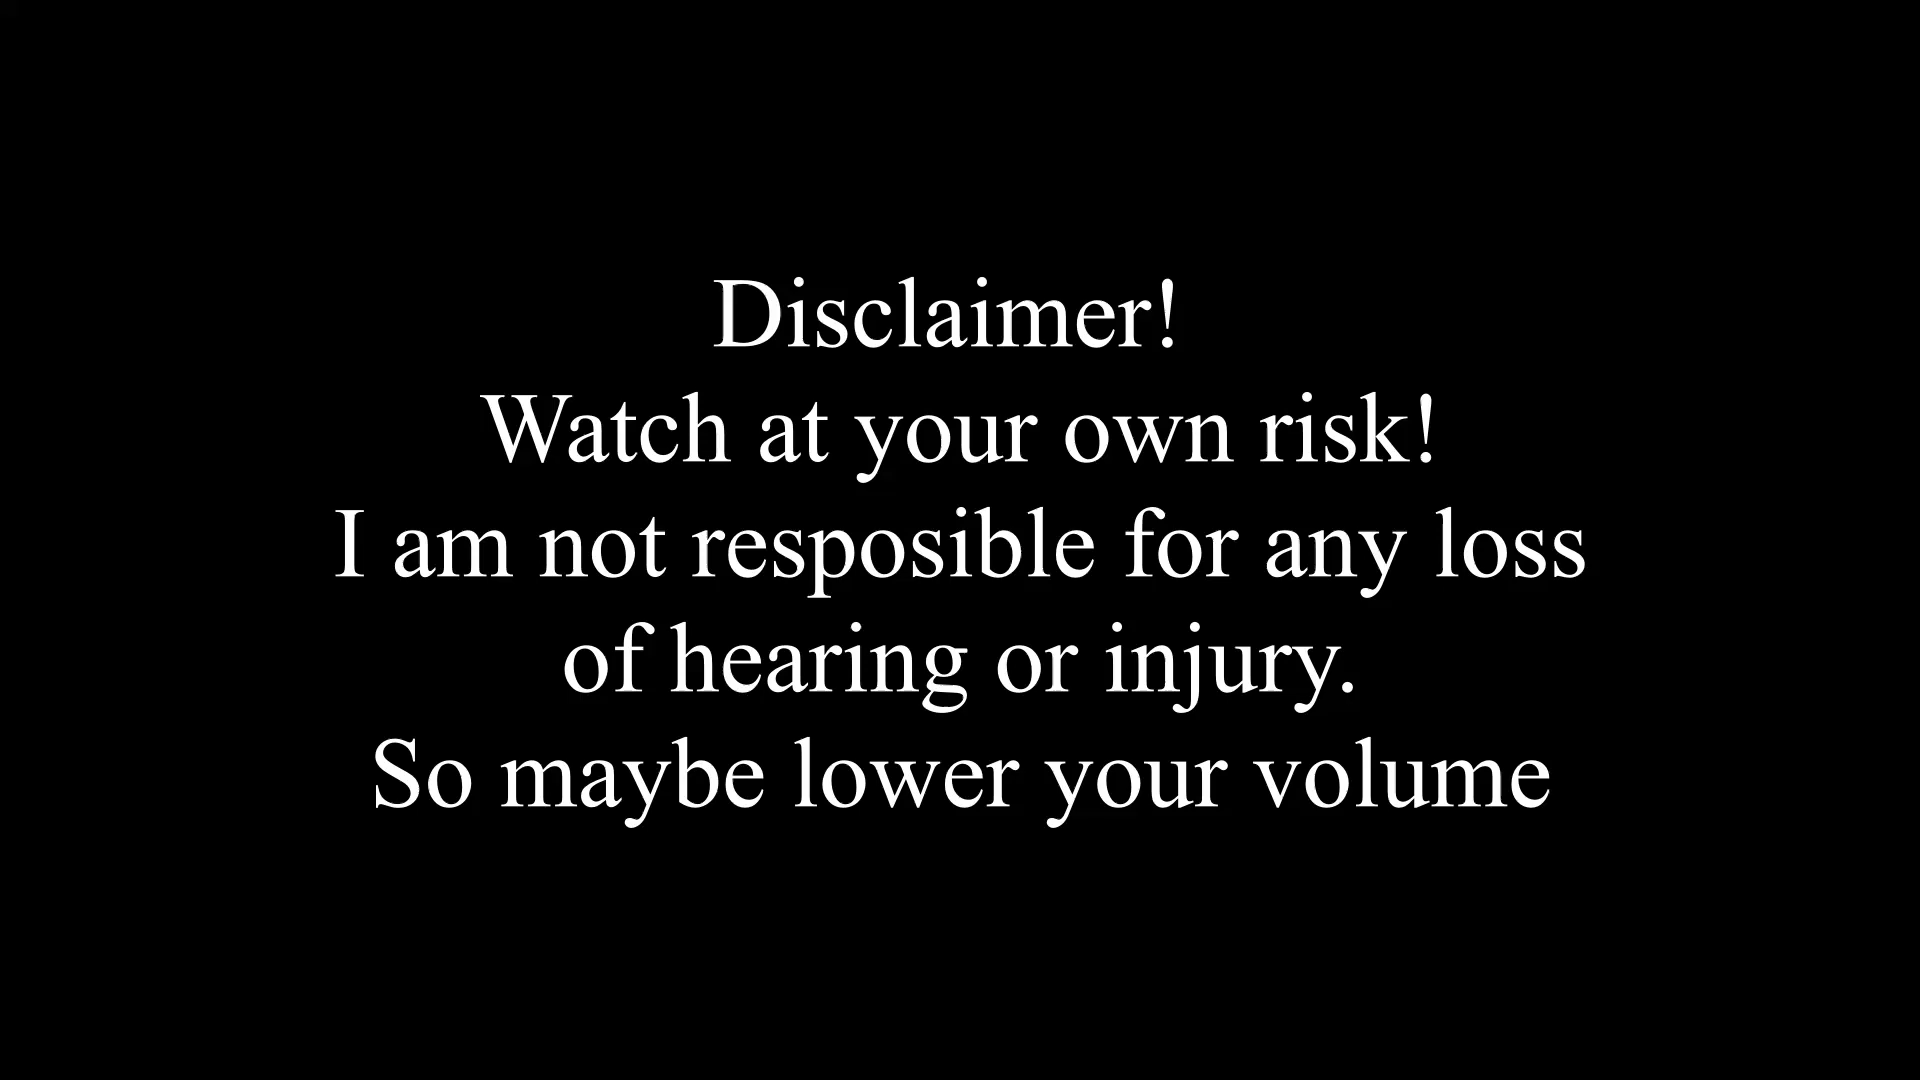 Disclaimer!
Watch at your own risk!
I am not resposible for any loss
of hearing or injury.
So maybe lower your volume